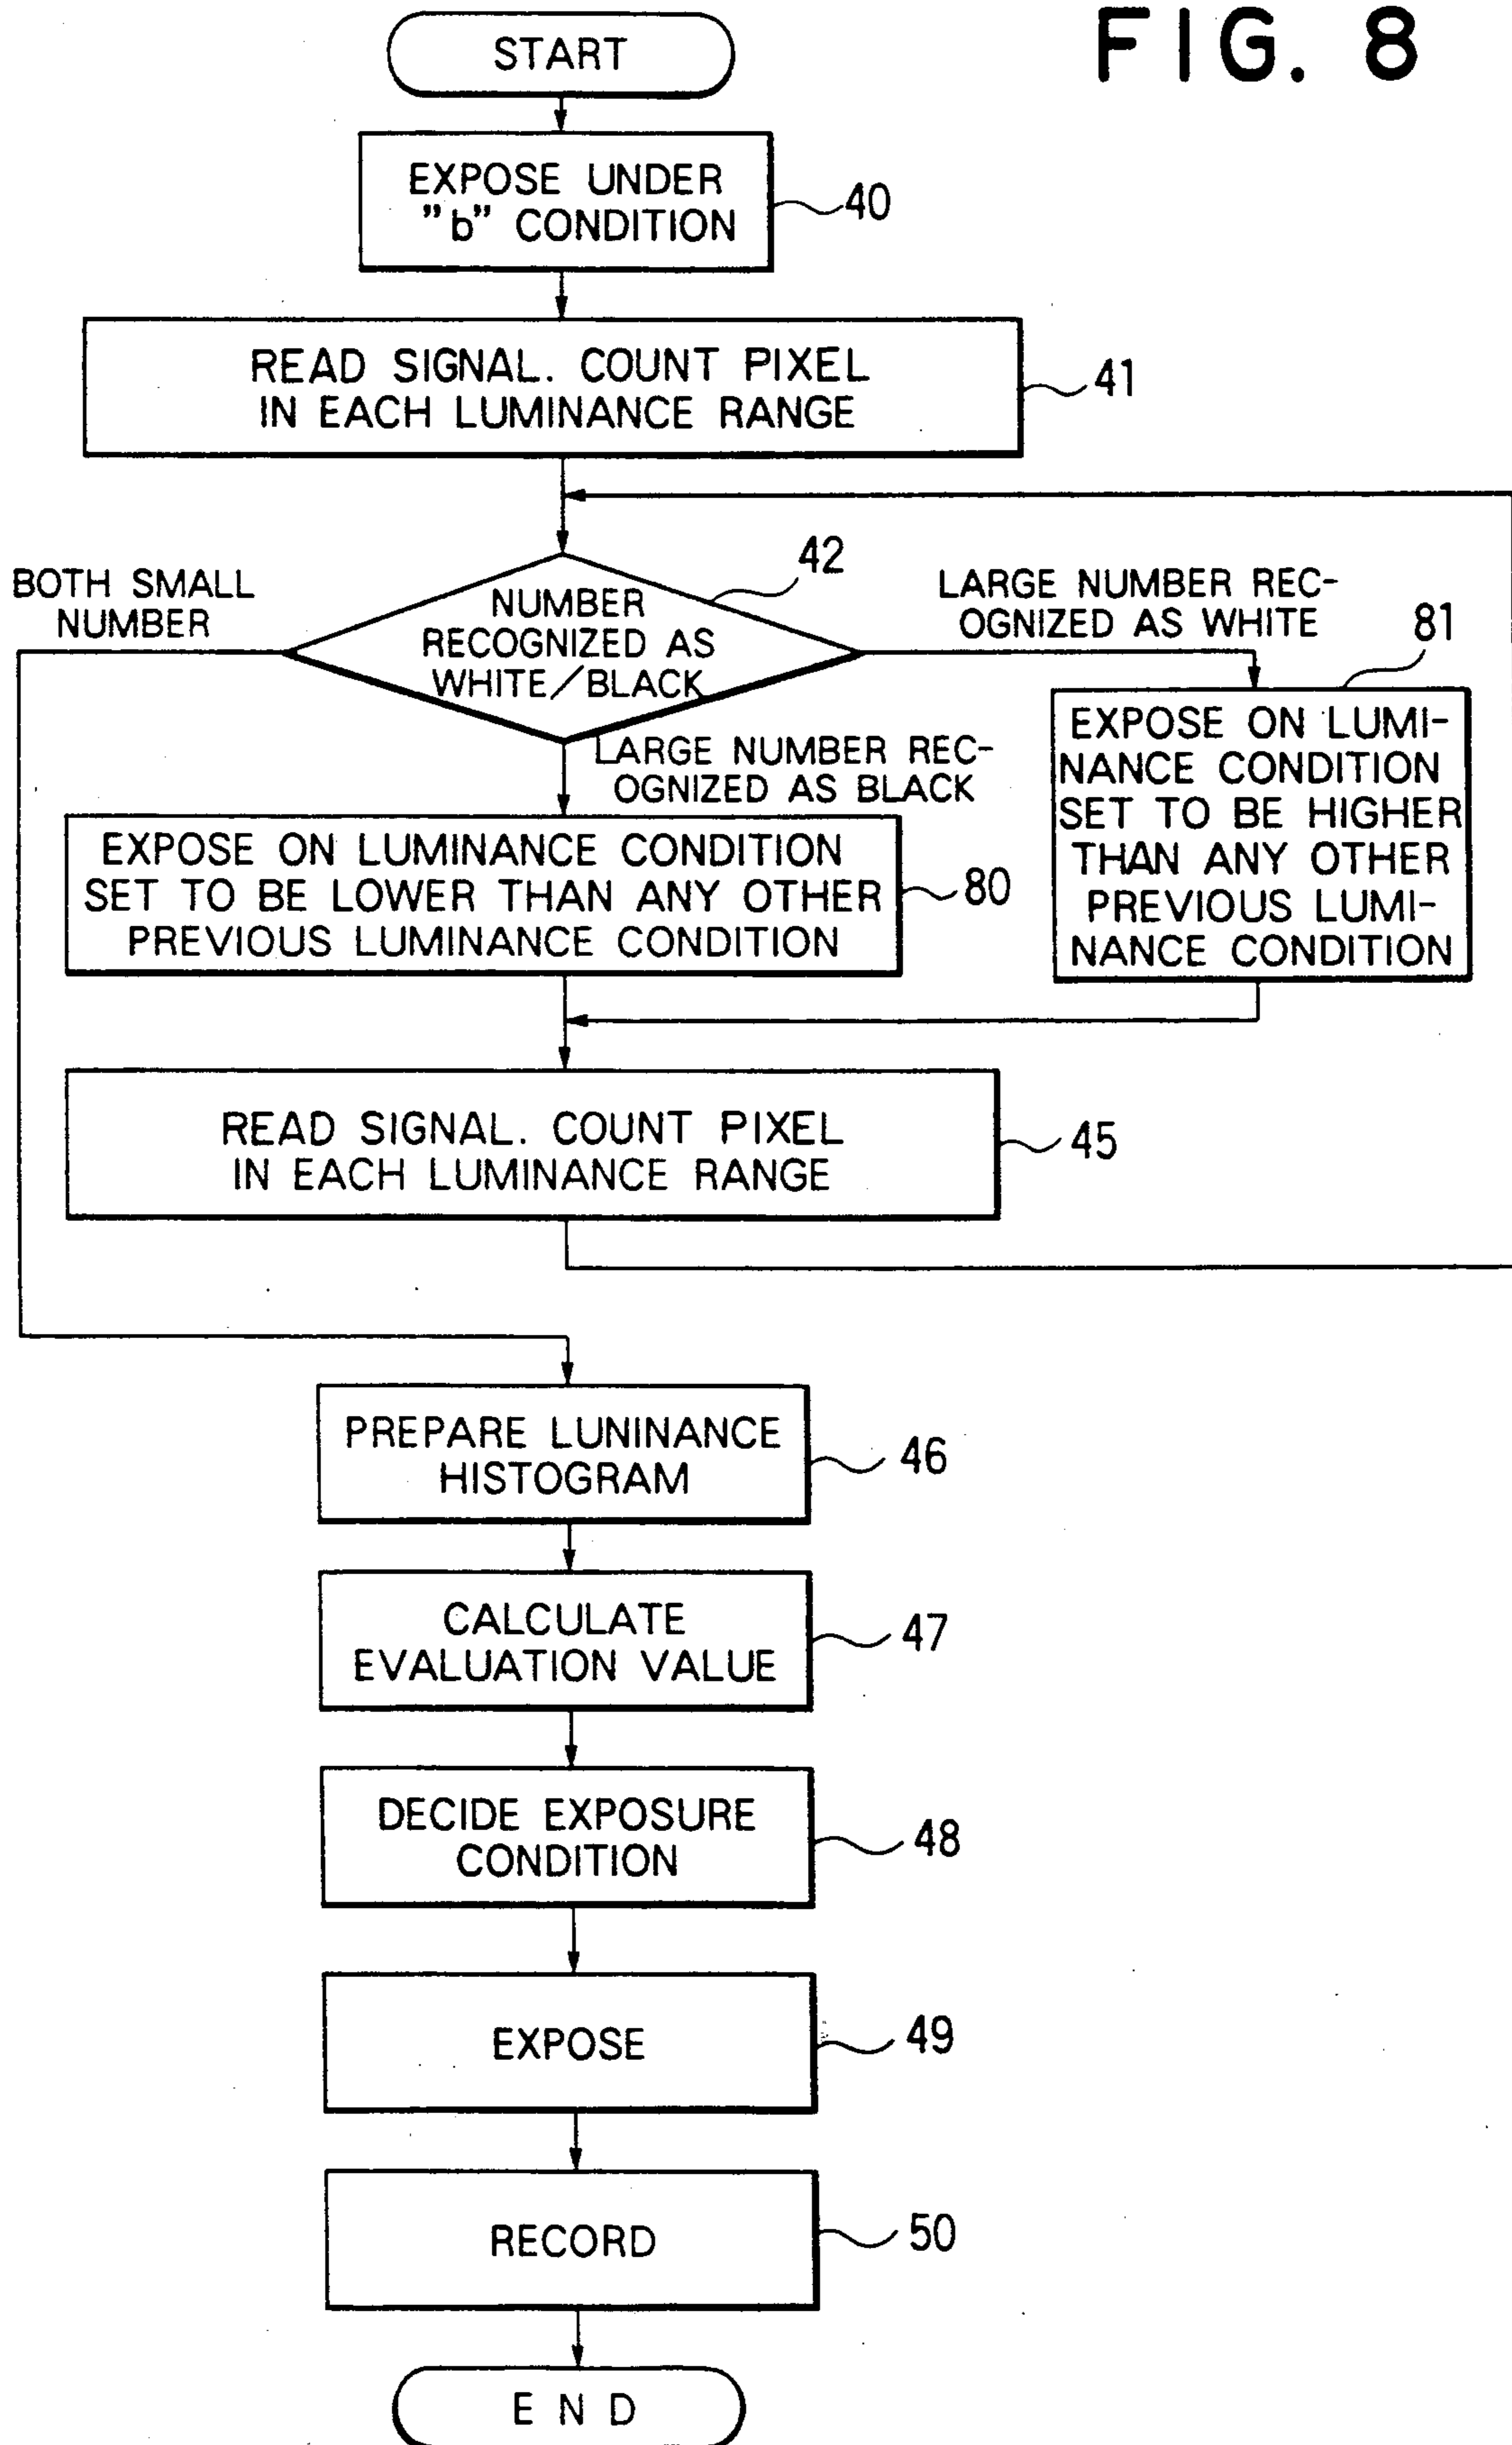 FIG. 8
START
EXPOSE UNDER
"b" CONDITION
40
READ SIGNAL. COUNT PIXEL
IN EACH LUMINANCE RANGE
41
BOTH SMALL
NUMBER
42
NUMBER
RECOGNIZED AS
WHITE/BLACK
LARGE NUMBER REC-
OGNIZED AS WHITE
81
EXPOSE ON LUMI-
NANCE CONDITION
SET TO BE HIGHER
THAN ANY OTHER
PREVIOUS LUMI-
NANCE CONDITION
LARGE NUMBER REC-
OGNIZED AS BLACK
EXPOSE ON LUMINANCE CONDITION
SET TO BE LOWER THAN ANY OTHER
PREVIOUS LUMINANCE CONDITION
80
READ SIGNAL. COUNT PIXEL
IN EACH LUMINANCE RANGE
45
PREPARE LUNINANCE
HISTOGRAM
46
CALCULATE
EVALUATION VALUE
47
DECIDE EXPOSURE
CONDITION
48
EXPOSE
49
RECORD
50
END